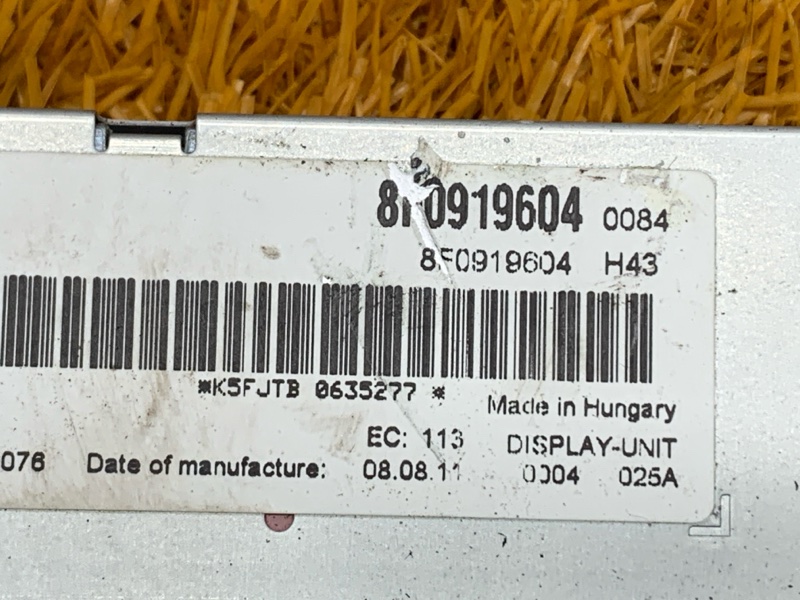 8F0919604 0084
8F0919604 H43
*K5FJTB 0635277 *
Made in Hungary
EC: 113 DISPLAY-UNIT
076 Date of manufacture: 08.08.11 0004 025A